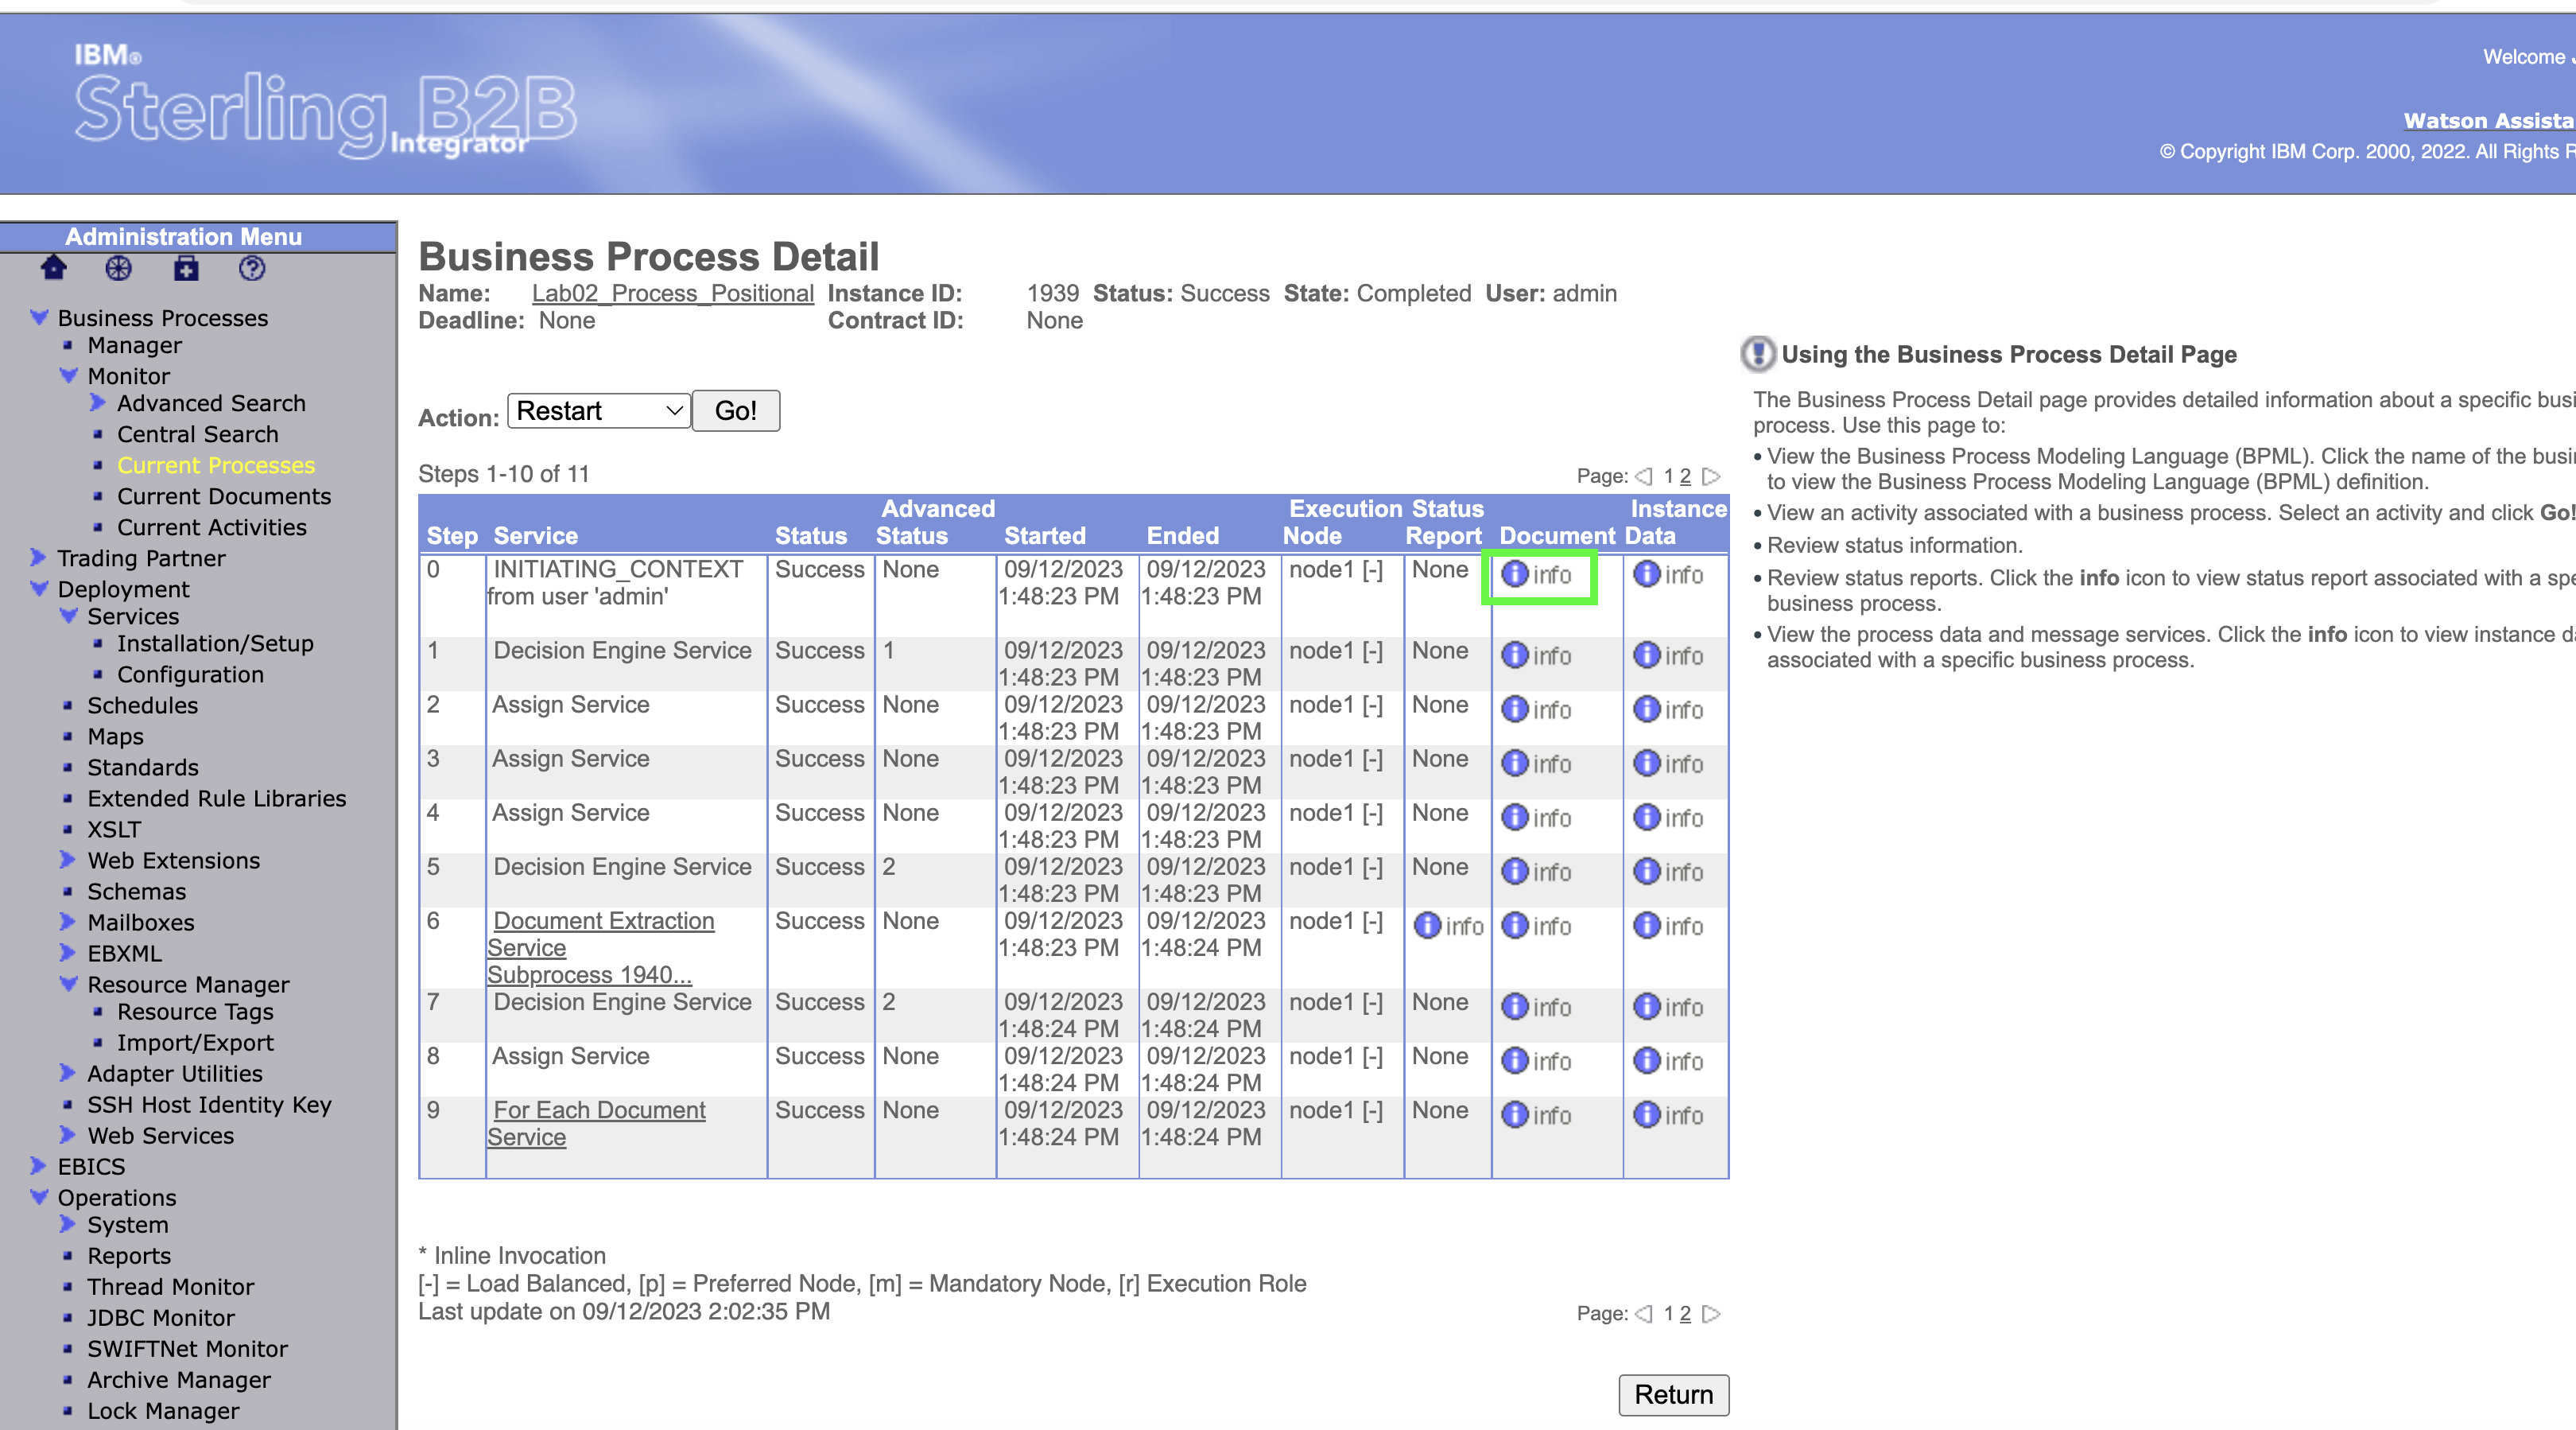 IBM®
Sterling B2B
Integrator
Welcome
Watson Assista
© Copyright IBM Corp. 2000, 2022. All Rights R
Administration Menu
Business Processes
Manager
Monitor
Advanced Search
Central Search
Current Processes
Current Documents
Current Activities
Trading Partner
Deployment
Services
Installation/Setup
Configuration
Schedules
Maps
Standards
Extended Rule Libraries
XSLT
Web Extensions
Schemas
Mailboxes
EBXML
Resource Manager
Resource Tags
Import/Export
Adapter Utilities
SSH Host Identity Key
Web Services
EBICS
Operations
System
Reports
Thread Monitor
JDBC Monitor
SWIFTNet Monitor
Archive Manager
Lock Manager
Business Process Detail
Name: Lab02_Process_Positional Instance ID: 1939 Status: Success State: Completed User: admin
Deadline: None Contract ID: None
Action: Restart Go!
Steps 1-10 of 11 Page: 1 2
Advanced Execution Status Instance
Step Service Status Status Started Ended Node Report Document Data
0 INITIATING_CONTEXT Success None 09/12/2023 09/12/2023 node1 [-] None info info
from user 'admin' 1:48:23 PM 1:48:23 PM
1 Decision Engine Service Success 1 09/12/2023 09/12/2023 node1 [-] None info info
1:48:23 PM 1:48:23 PM
2 Assign Service Success None 09/12/2023 09/12/2023 node1 [-] None info info
1:48:23 PM 1:48:23 PM
3 Assign Service Success None 09/12/2023 09/12/2023 node1 [-] None info info
1:48:23 PM 1:48:23 PM
4 Assign Service Success None 09/12/2023 09/12/2023 node1 [-] None info info
1:48:23 PM 1:48:23 PM
5 Decision Engine Service Success 2 09/12/2023 09/12/2023 node1 [-] None info info
1:48:23 PM 1:48:23 PM
6 Document Extraction Success None 09/12/2023 09/12/2023 node1 [-] info info info
Service 1:48:23 PM 1:48:24 PM
Subprocess 1940...
7 Decision Engine Service Success 2 09/12/2023 09/12/2023 node1 [-] None info info
1:48:24 PM 1:48:24 PM
8 Assign Service Success None 09/12/2023 09/12/2023 node1 [-] None info info
1:48:24 PM 1:48:24 PM
9 For Each Document Success None 09/12/2023 09/12/2023 node1 [-] None info info
Service 1:48:24 PM 1:48:24 PM
* Inline Invocation
[-] = Load Balanced, [p] = Preferred Node, [m] = Mandatory Node, [r] Execution Role
Last update on 09/12/2023 2:02:35 PM Page: 1 2
Return
Using the Business Process Detail Page
The Business Process Detail page provides detailed information about a specific busi
process. Use this page to:
• View the Business Process Modeling Language (BPML). Click the name of the busi
to view the Business Process Modeling Language (BPML) definition.
• View an activity associated with a business process. Select an activity and click Go!
• Review status information.
• Review status reports. Click the info icon to view status report associated with a spe
business process.
• View the process data and message services. Click the info icon to view instance d
associated with a specific business process.